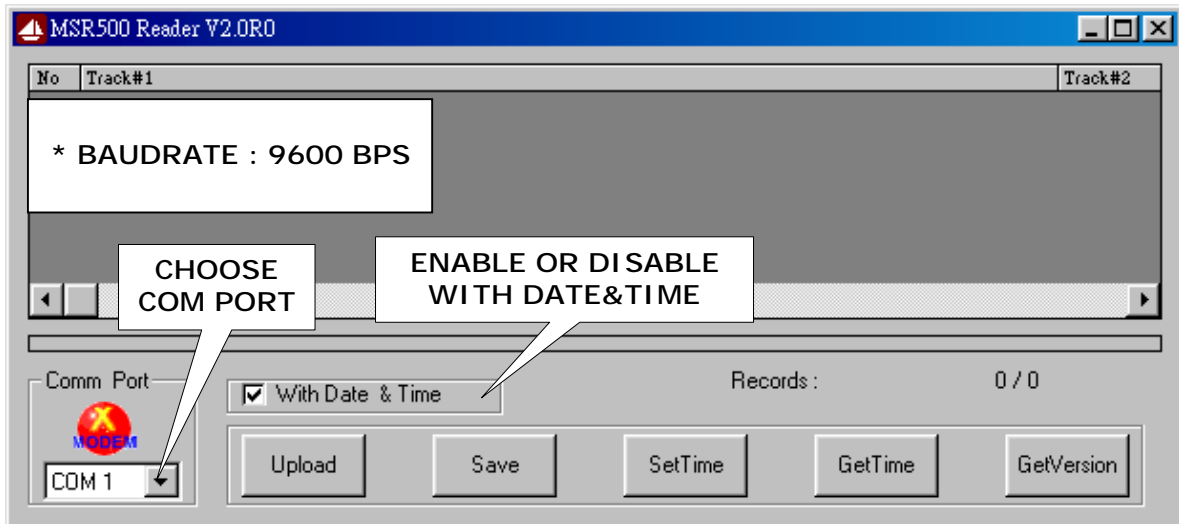 MSR500 Reader V2.0R0
No Track#1 Track#2
* BAUDRATE : 9600 BPS
CHOOSE
COM PORT
ENABLE OR DISABLE
WITH DATE&TIME
Comm Port
With Date & Time
Records : 0 / 0
X
MODEM
COM 1
Upload Save SetTime GetTime GetVersion